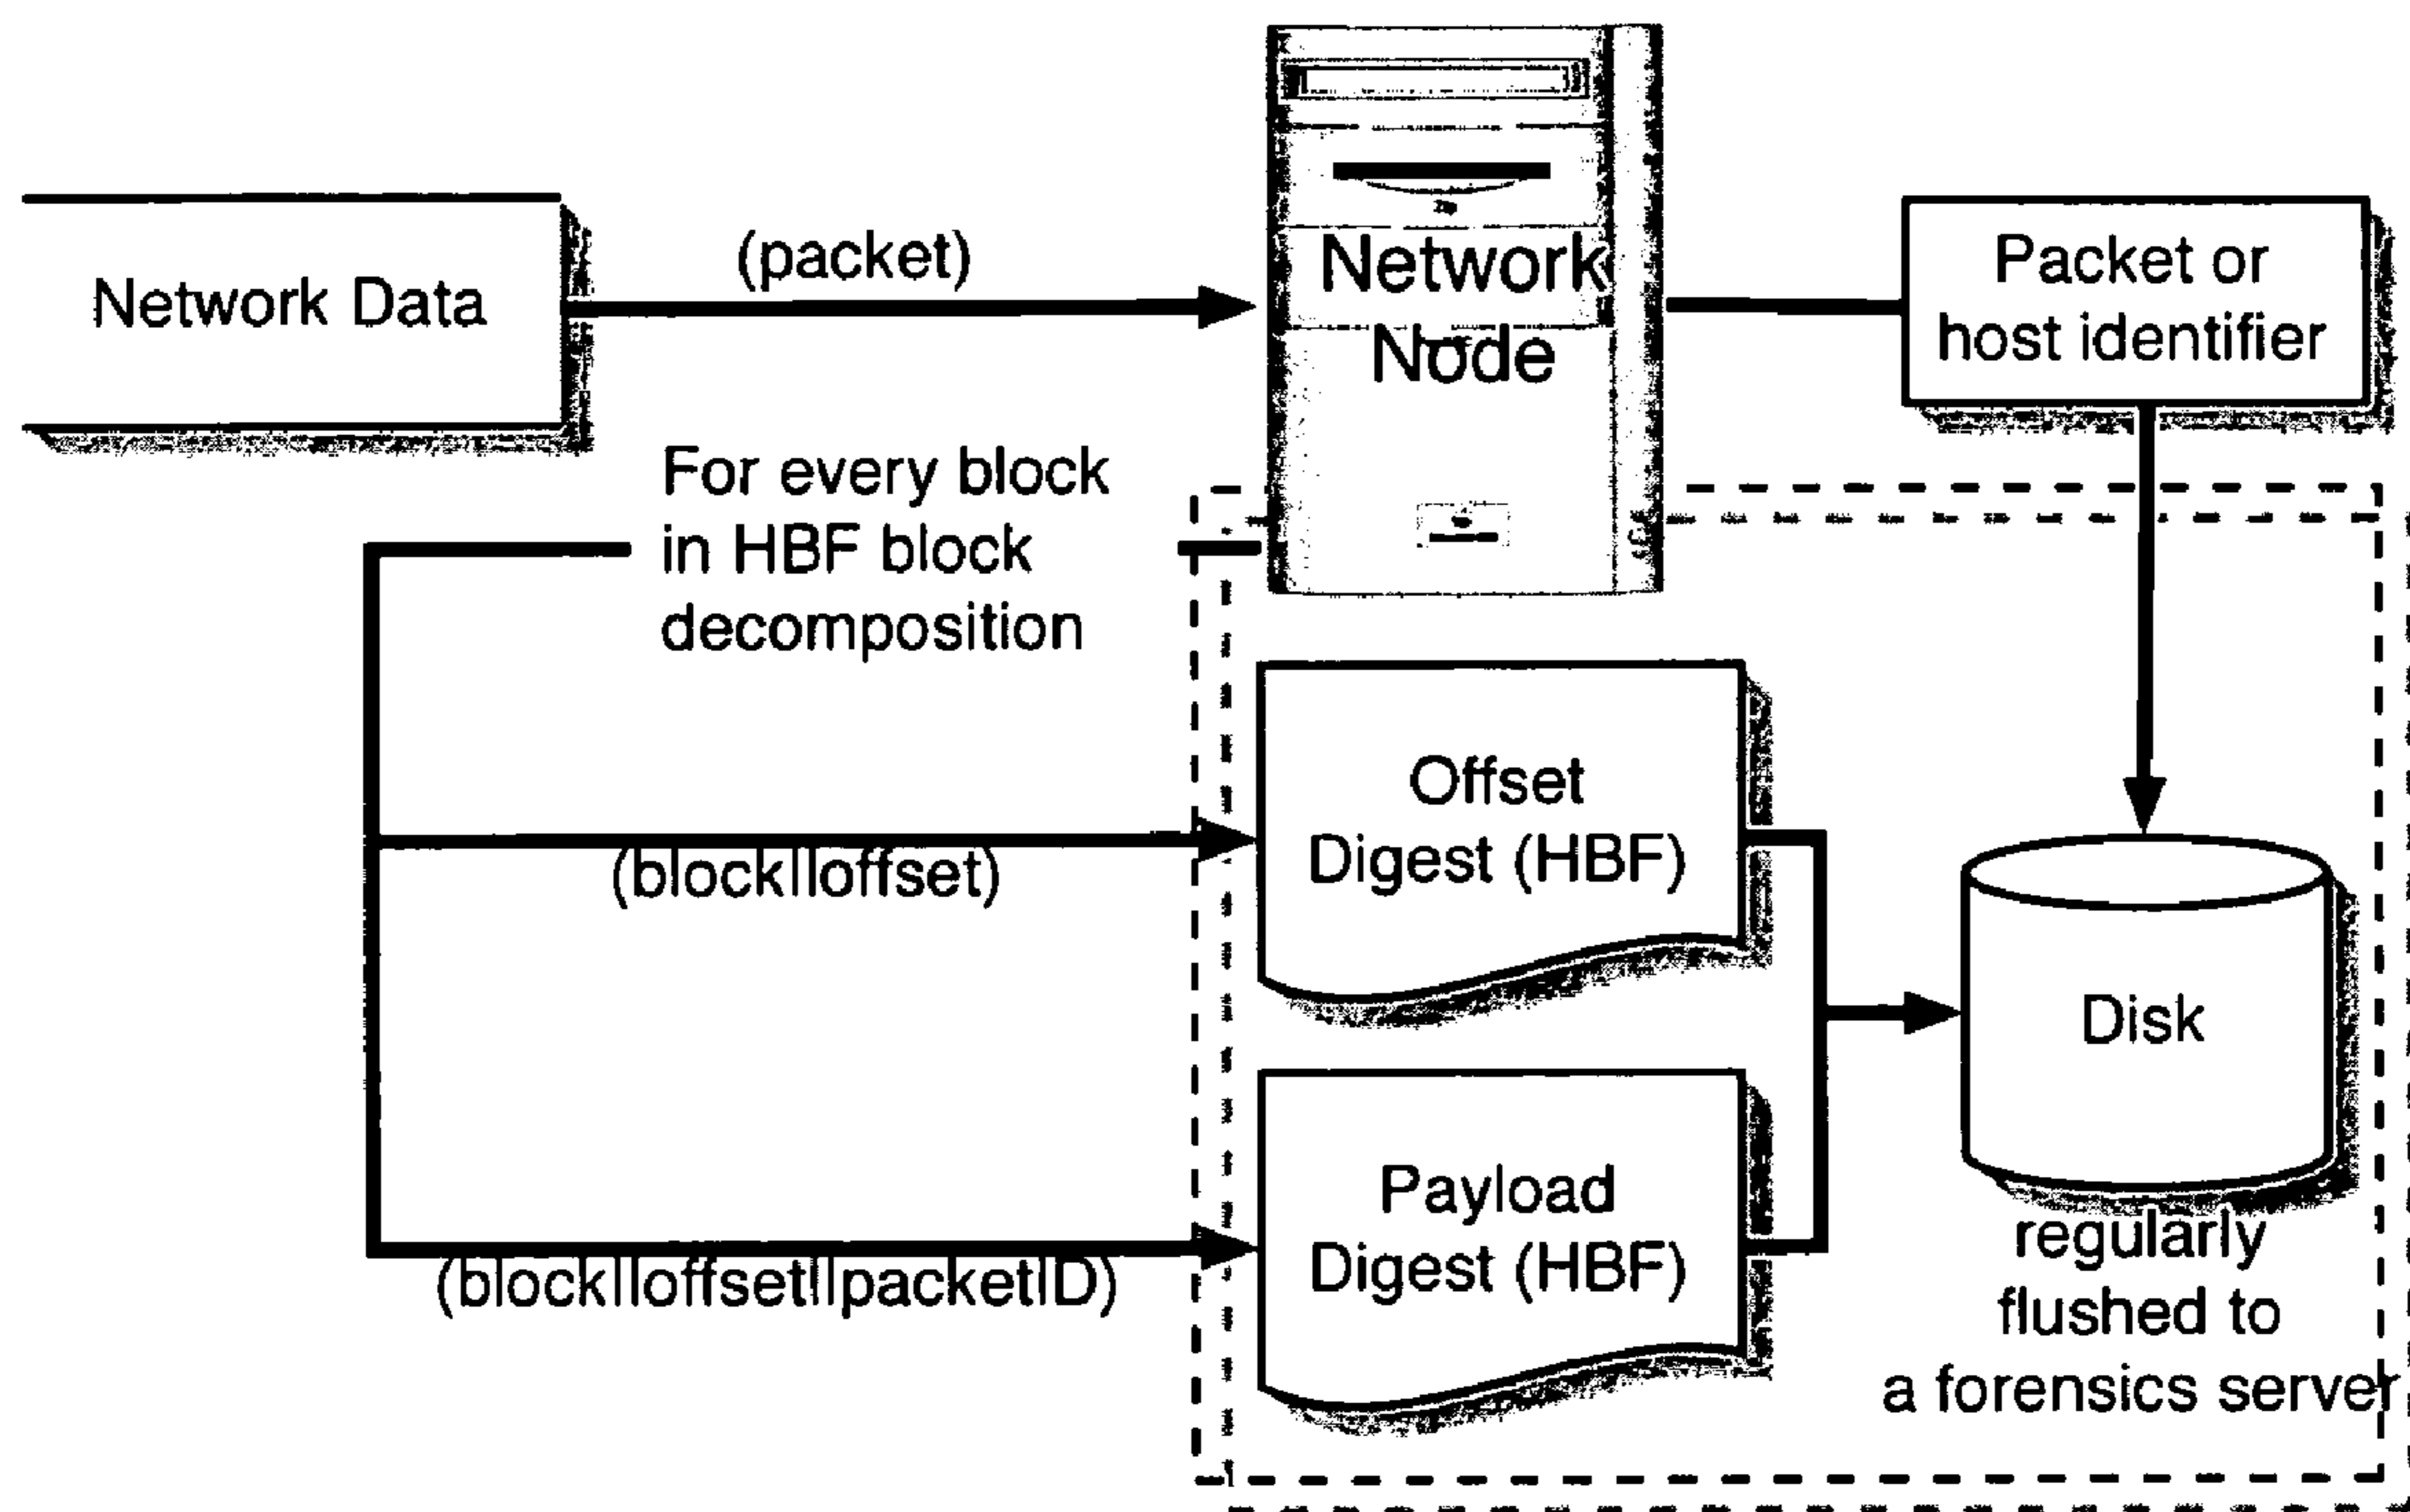 Network Data
(packet)
Network
Node
Packet or
host identifier
For every block
in HBF block
decomposition
(block||offset)
Offset
Digest (HBF)
Disk
(block||offset||packetID)
Payload
Digest (HBF)
regularly
flushed to
a forensics server